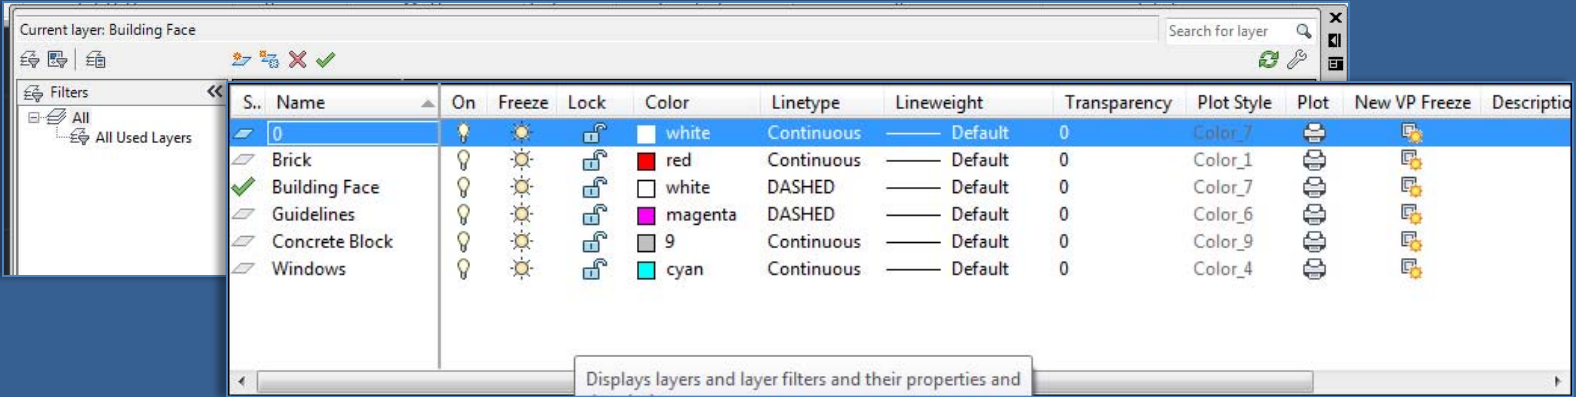 Current layer: Building Face
Search for layer
Filters
All
All Used Layers
S.. Name On Freeze Lock Color Linetype Lineweight Transparency Plot Style Plot New VP Freeze Descriptio
0 white Continuous Default 0 Color_7
Brick red Continuous Default 0 Color_1
Building Face white DASHED Default 0 Color_7
Guidelines magenta DASHED Default 0 Color_6
Concrete Block 9 Continuous Default 0 Color_9
Windows cyan Continuous Default 0 Color_4
Displays layers and layer filters and their properties and